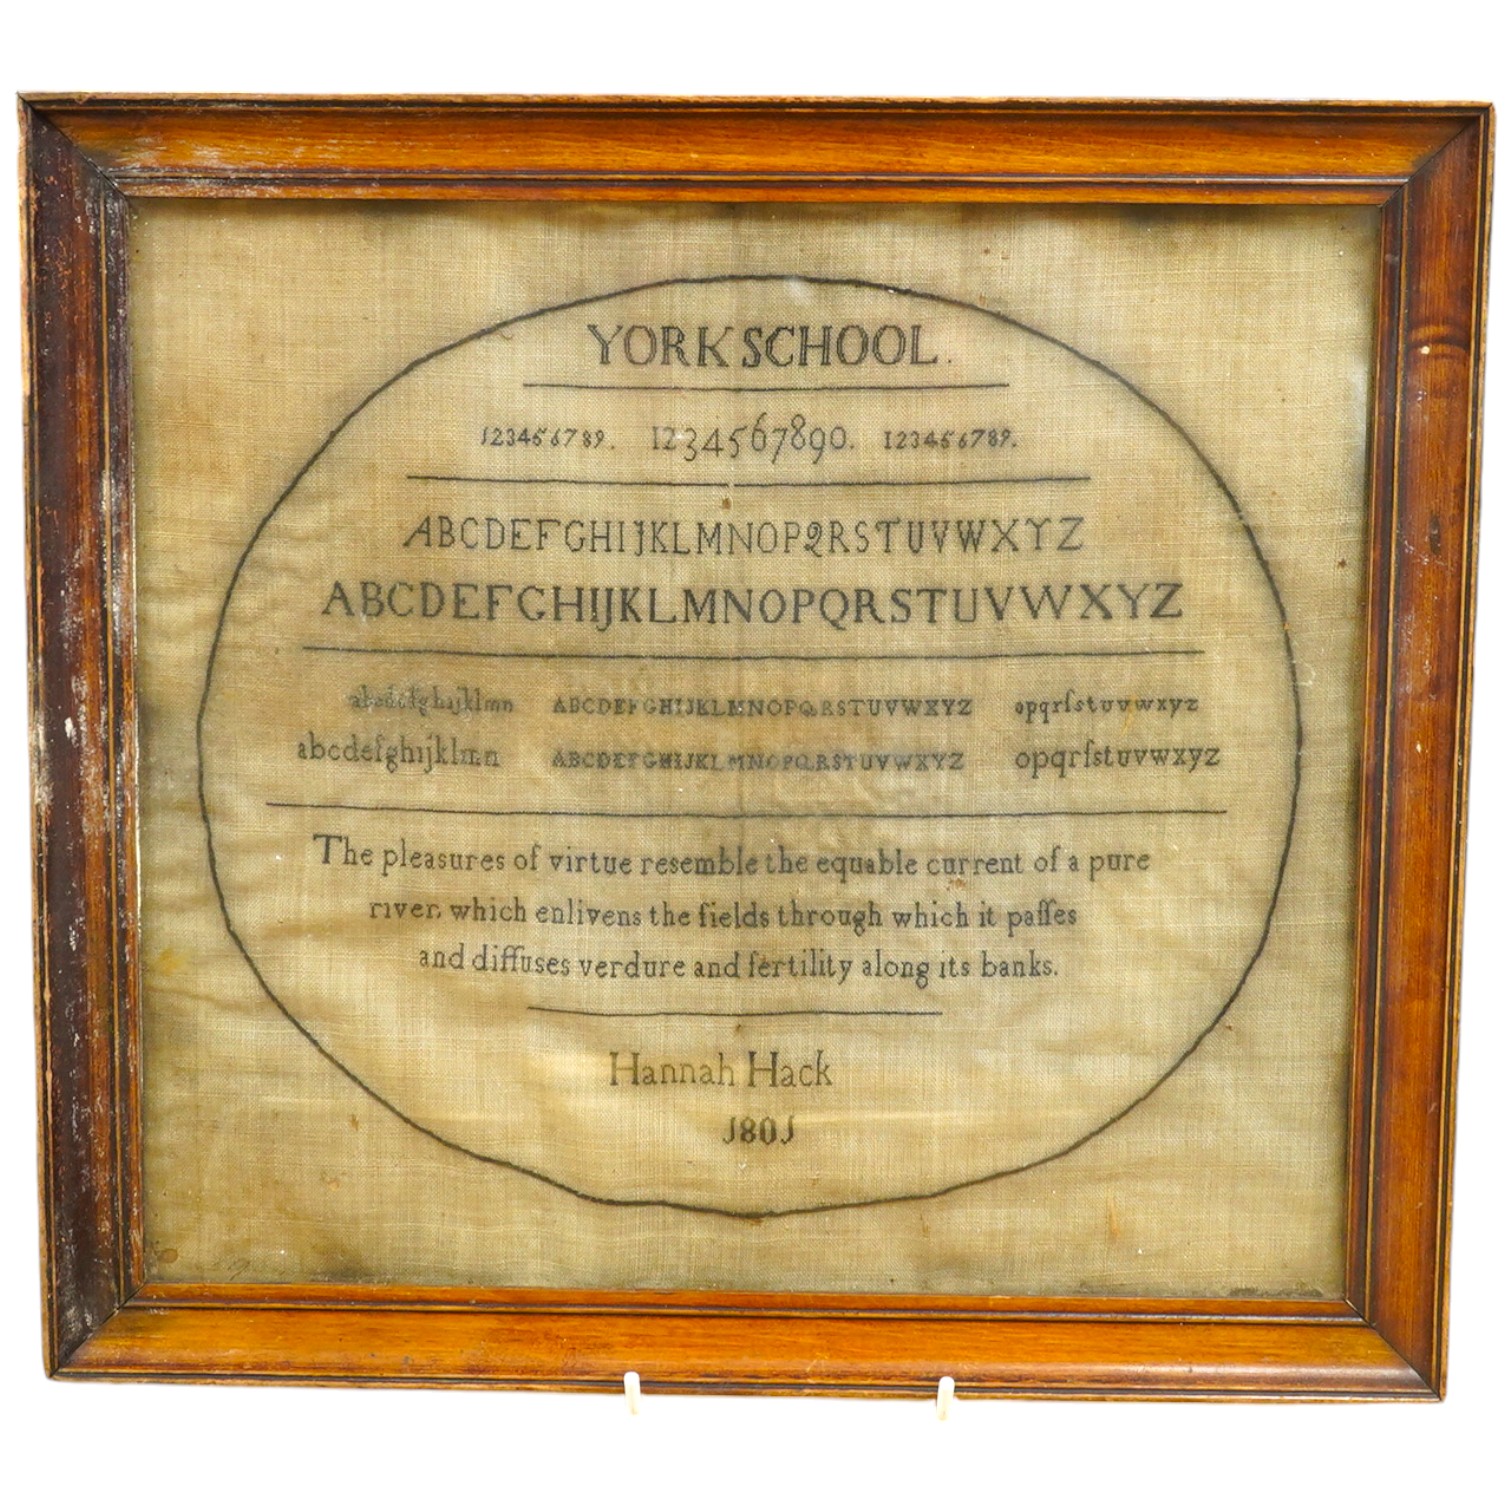 YORK SCHOOL.
123456789. 1234567890. 123456789.
ABCDEFGHIJKLMNOPQRSTUVWXYZ
ABCDEFGHIJKLMNOPQRSTUVWXYZ
abcdefghijklmn ABCDEFGHIJKLMNOPQRSTUVWXYZ opqrſstuvwxyz
abcdefghijklmn ABCDEFGHIJKLMNOPQRSTUVWXYZ opqrſstuvwxyz
The pleasures of virtue resemble the equable current of a pure
river, which enlivens the fields through which it paſſes
and diffuses verdure and fertility along its banks.
Hannah Hack
1801